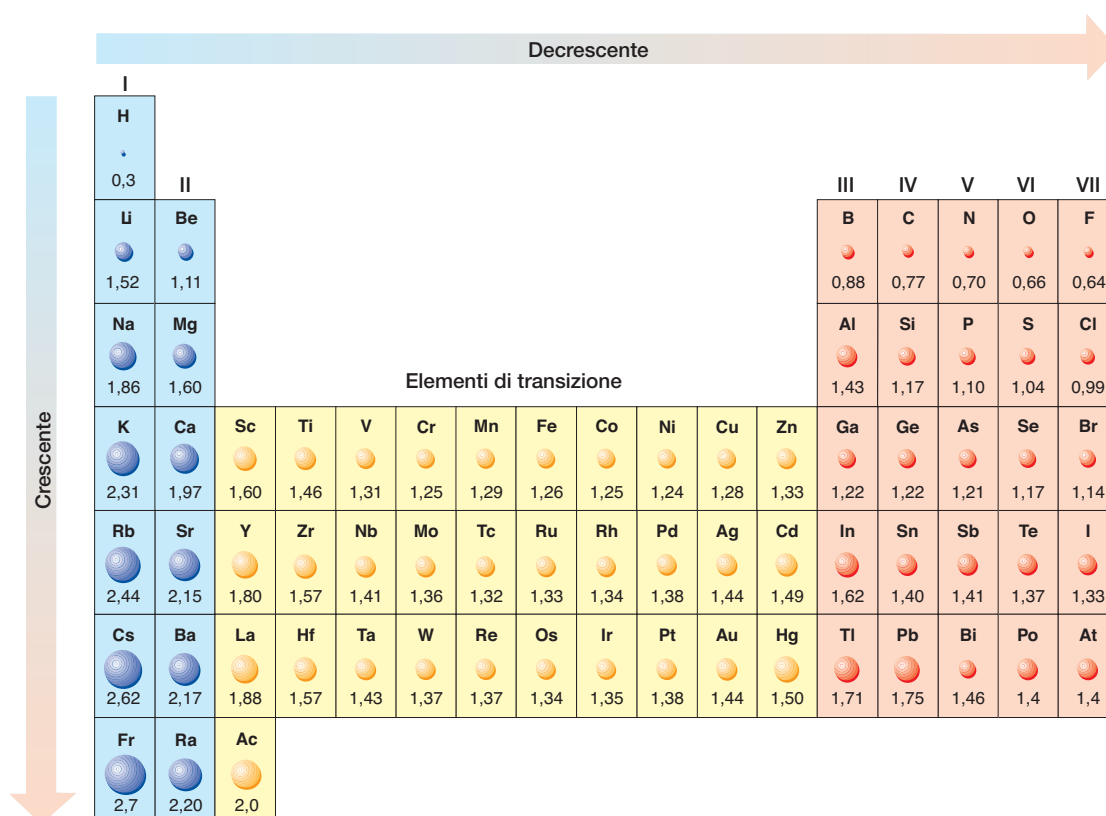 Decrescente
I
H
0,3
II III IV V VI VII
Li Be B C N O F
1,52 1,11 0,88 0,77 0,70 0,66 0,64
Na Mg Al Si P S Cl
1,86 1,60 1,43 1,17 1,10 1,04 0,99
Elementi di transizione
Crescente
K Ca Sc Ti V Cr Mn Fe Co Ni Cu Zn Ga Ge As Se Br
2,31 1,97 1,60 1,46 1,31 1,25 1,29 1,26 1,25 1,24 1,28 1,33 1,22 1,22 1,21 1,17 1,14
Rb Sr Y Zr Nb Mo Tc Ru Rh Pd Ag Cd In Sn Sb Te I
2,44 2,15 1,80 1,57 1,41 1,36 1,32 1,33 1,34 1,38 1,44 1,49 1,62 1,40 1,41 1,37 1,33
Cs Ba La Hf Ta W Re Os Ir Pt Au Hg Tl Pb Bi Po At
2,62 2,17 1,88 1,57 1,43 1,37 1,37 1,34 1,35 1,38 1,44 1,50 1,71 1,75 1,46 1,4 1,4
Fr Ra Ac
2,7 2,20 2,0